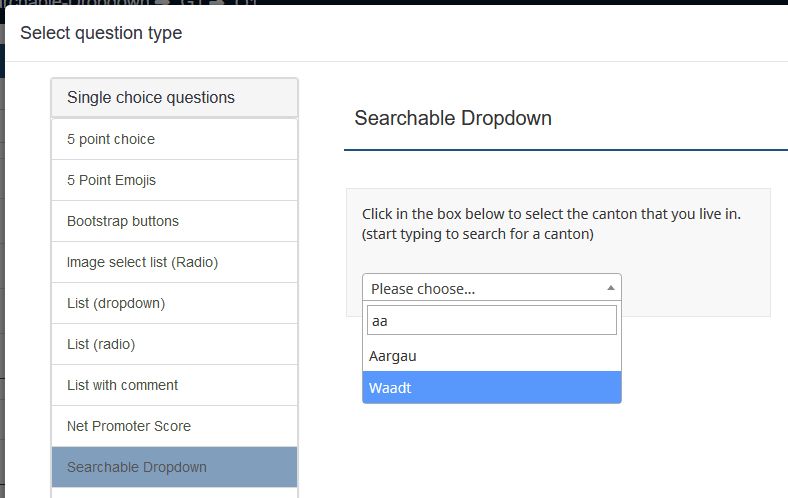 Select question type
Single choice questions
5 point choice
5 Point Emojis
Bootstrap buttons
Image select list (Radio)
List (dropdown)
List (radio)
List with comment
Net Promoter Score
Searchable Dropdown
Searchable Dropdown
Click in the box below to select the canton that you live in.
(start typing to search for a canton)
Please choose...
aa
Aargau
Waadt